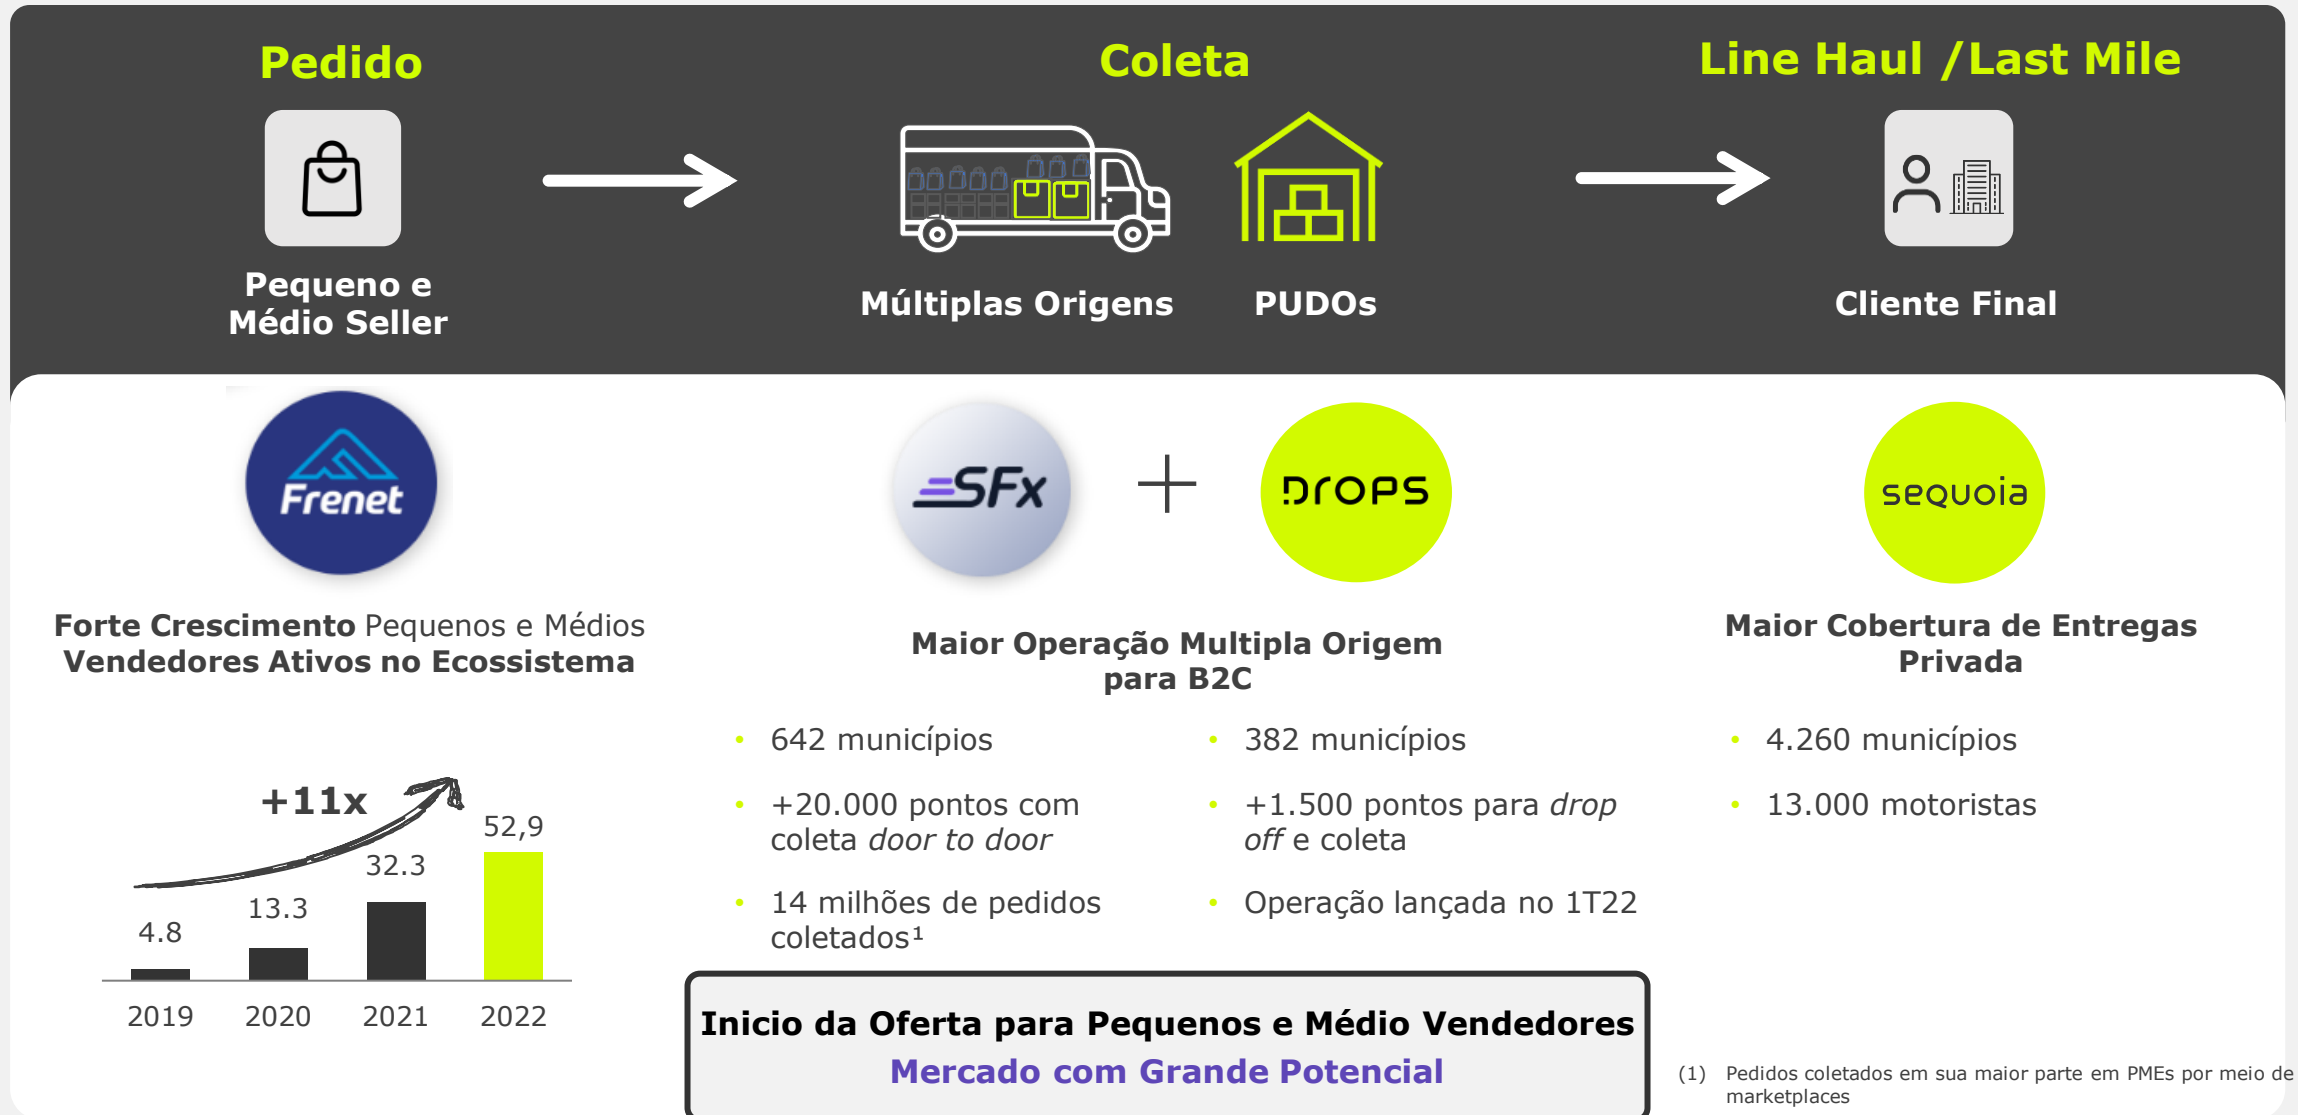 Pedido
Coleta
Line Haul /Last Mile
Pequeno e
Médio Seller
Múltiplas Origens
PUDOs
Cliente Final
Frenet
SFx
DROPS
sequoia
Forte Crescimento Pequenos e Médios
Vendedores Ativos no Ecossistema
+11x
4.8
13.3
32.3
52,9
2019
2020
2021
2022
Maior Operação Multipla Origem
para B2C
• 642 municípios
• +20.000 pontos com
coleta door to door
• 14 milhões de pedidos
coletados¹
• 382 municípios
• +1.500 pontos para drop
off e coleta
• Operação lançada no 1T22
Maior Cobertura de Entregas
Privada
• 4.260 municípios
• 13.000 motoristas
Inicio da Oferta para Pequenos e Médio Vendedores
Mercado com Grande Potencial
(1) Pedidos coletados em sua maior parte em PMEs por meio de
marketplaces